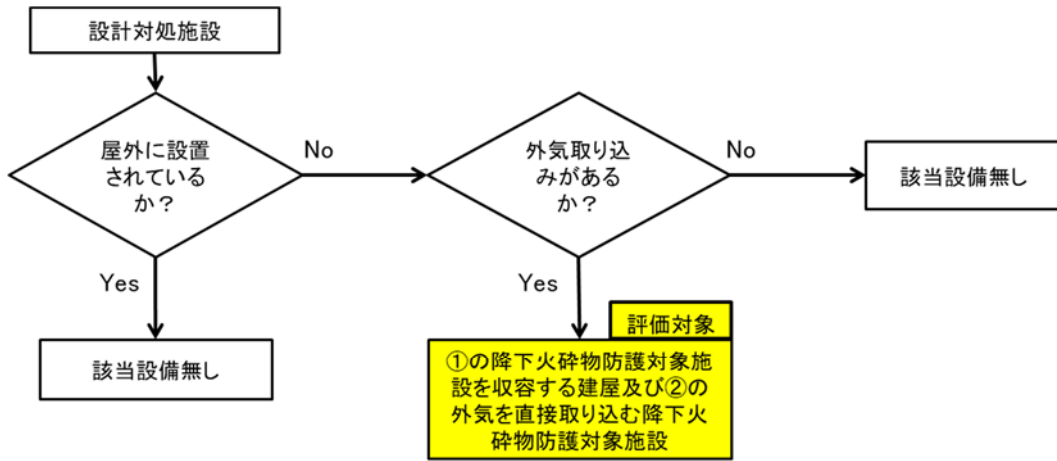 設計対処施設
屋外に設置
されている
か？
No
外気取り込
みがある
か？
No
該当設備無し
Yes
Yes
評価対象
該当設備無し
①の降下火砕物防護対象施
設を収容する建屋及び②の
外気を直接取り込む降下火
砕物防護対象施設